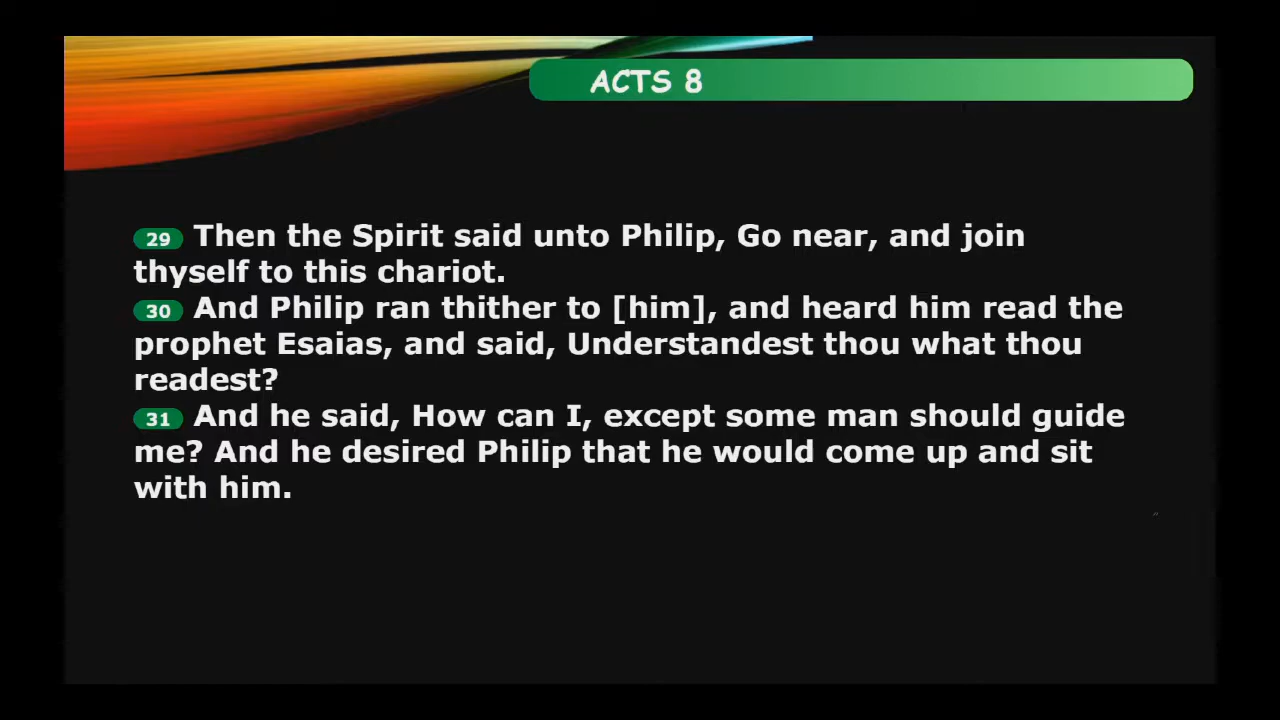 ACTS 8
29 Then the Spirit said unto Philip, Go near, and join
thyself to this chariot.
30 And Philip ran thither to [him], and heard him read the
prophet Esaias, and said, Understandest thou what thou
readest?
31 And he said, How can I, except some man should guide
me? And he desired Philip that he would come up and sit
with him.